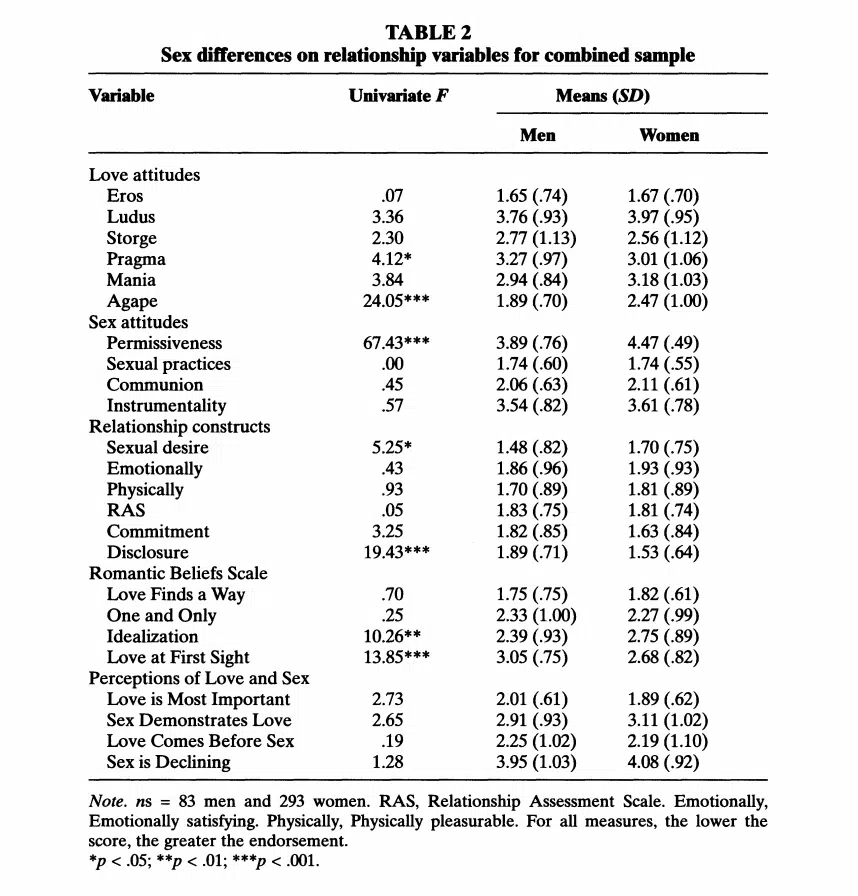 TABLE 2
Sex differences on relationship variables for combined sample
Variable Univariate F Means (SD)
Men Women
Love attitudes
Eros .07 1.65 (.74) 1.67 (.70)
Ludus 3.36 3.76 (.93) 3.97 (.95)
Storge 2.30 2.77 (1.13) 2.56 (1.12)
Pragma 4.12* 3.27 (.97) 3.01 (1.06)
Mania 3.84 2.94 (.84) 3.18 (1.03)
Agape 24.05*** 1.89 (.70) 2.47 (1.00)
Sex attitudes
Permissiveness 67.43*** 3.89 (.76) 4.47 (.49)
Sexual practices .00 1.74 (.60) 1.74 (.55)
Communion .45 2.06 (.63) 2.11 (.61)
Instrumentality .57 3.54 (.82) 3.61 (.78)
Relationship constructs
Sexual desire 5.25* 1.48 (.82) 1.70 (.75)
Emotionally .43 1.86 (.96) 1.93 (.93)
Physically .93 1.70 (.89) 1.81 (.89)
RAS .05 1.83 (.75) 1.81 (.74)
Commitment 3.25 1.82 (.85) 1.63 (.84)
Disclosure 19.43*** 1.89 (.71) 1.53 (.64)
Romantic Beliefs Scale
Love Finds a Way .70 1.75 (.75) 1.82 (.61)
One and Only .25 2.33 (1.00) 2.27 (.99)
Idealization 10.26** 2.39 (.93) 2.75 (.89)
Love at First Sight 13.85*** 3.05 (.75) 2.68 (.82)
Perceptions of Love and Sex
Love is Most Important 2.73 2.01 (.61) 1.89 (.62)
Sex Demonstrates Love 2.65 2.91 (.93) 3.11 (1.02)
Love Comes Before Sex .19 2.25 (1.02) 2.19 (1.10)
Sex is Declining 1.28 3.95 (1.03) 4.08 (.92)
Note. ns = 83 men and 293 women. RAS, Relationship Assessment Scale. Emotionally,
Emotionally satisfying. Physically, Physically pleasurable. For all measures, the lower the
score, the greater the endorsement.
*p < .05; **p < .01; ***p < .001.